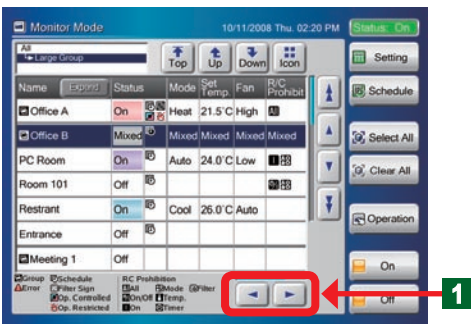 Monitor Mode 10/11/2008 Thu. 02:20 PM Status: On
All
Large Group
Top Up Down Icon
Setting
Name Expand Status Mode Set Temp. Fan R/C Prohibit
Schedule
Office A On Heat 21.5°C High
Office B Mixed Mixed Mixed Mixed Mixed
Select All
PC Room On Auto 24.0°C Low
Clear All
Room 101 Off
Restrant On Cool 26.0°C Auto
Operation
Entrance Off
Meeting 1 Off
On
Group Schedule RC Prohibition
Error Filter Sign All Mode Filter
Op. Controlled On/Off Temp.
Op. Restricted On Timer
Off
1